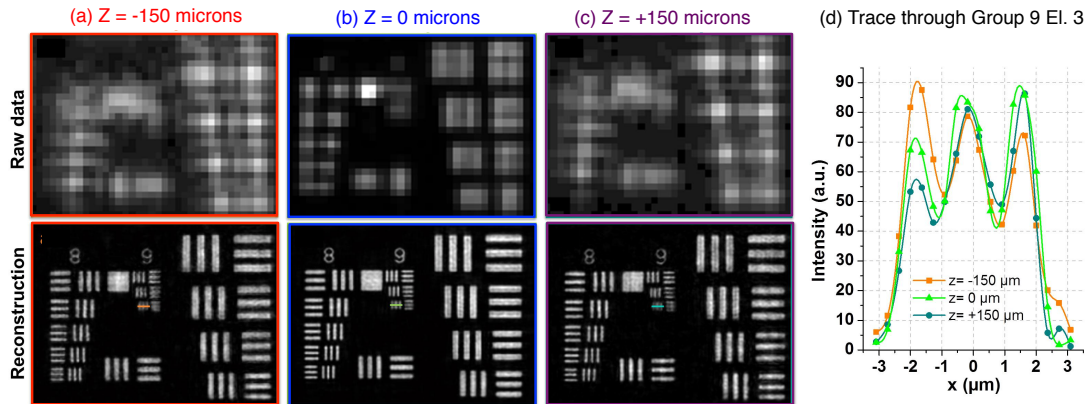 (a) Z = -150 microns
(b) Z = 0 microns
(c) Z = +150 microns
(d) Trace through Group 9 El. 3
Raw data
Reconstruction
8 9
8 9
8 9
Intensity (a.u.)
90
80
70
60
50
40
30
20
10
0
z= -150 µm
z= 0 µm
z= +150 µm
-3 -2 -1 0 1 2 3
x (µm)